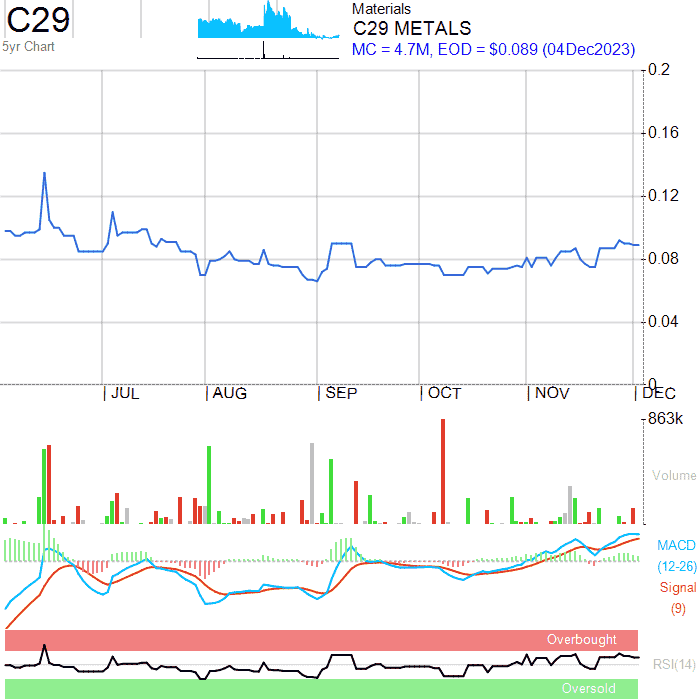 C29
5yr Chart
Materials
C29 METALS
MC = 4.7M, EOD = $0.089 (04Dec2023)
0.2
0.16
0.12
0.08
0.04
0
JUL AUG SEP OCT NOV DEC
863k
Volume
MACD
(12-26)
Signal
(9)
Overbought
RSI(14)
Oversold